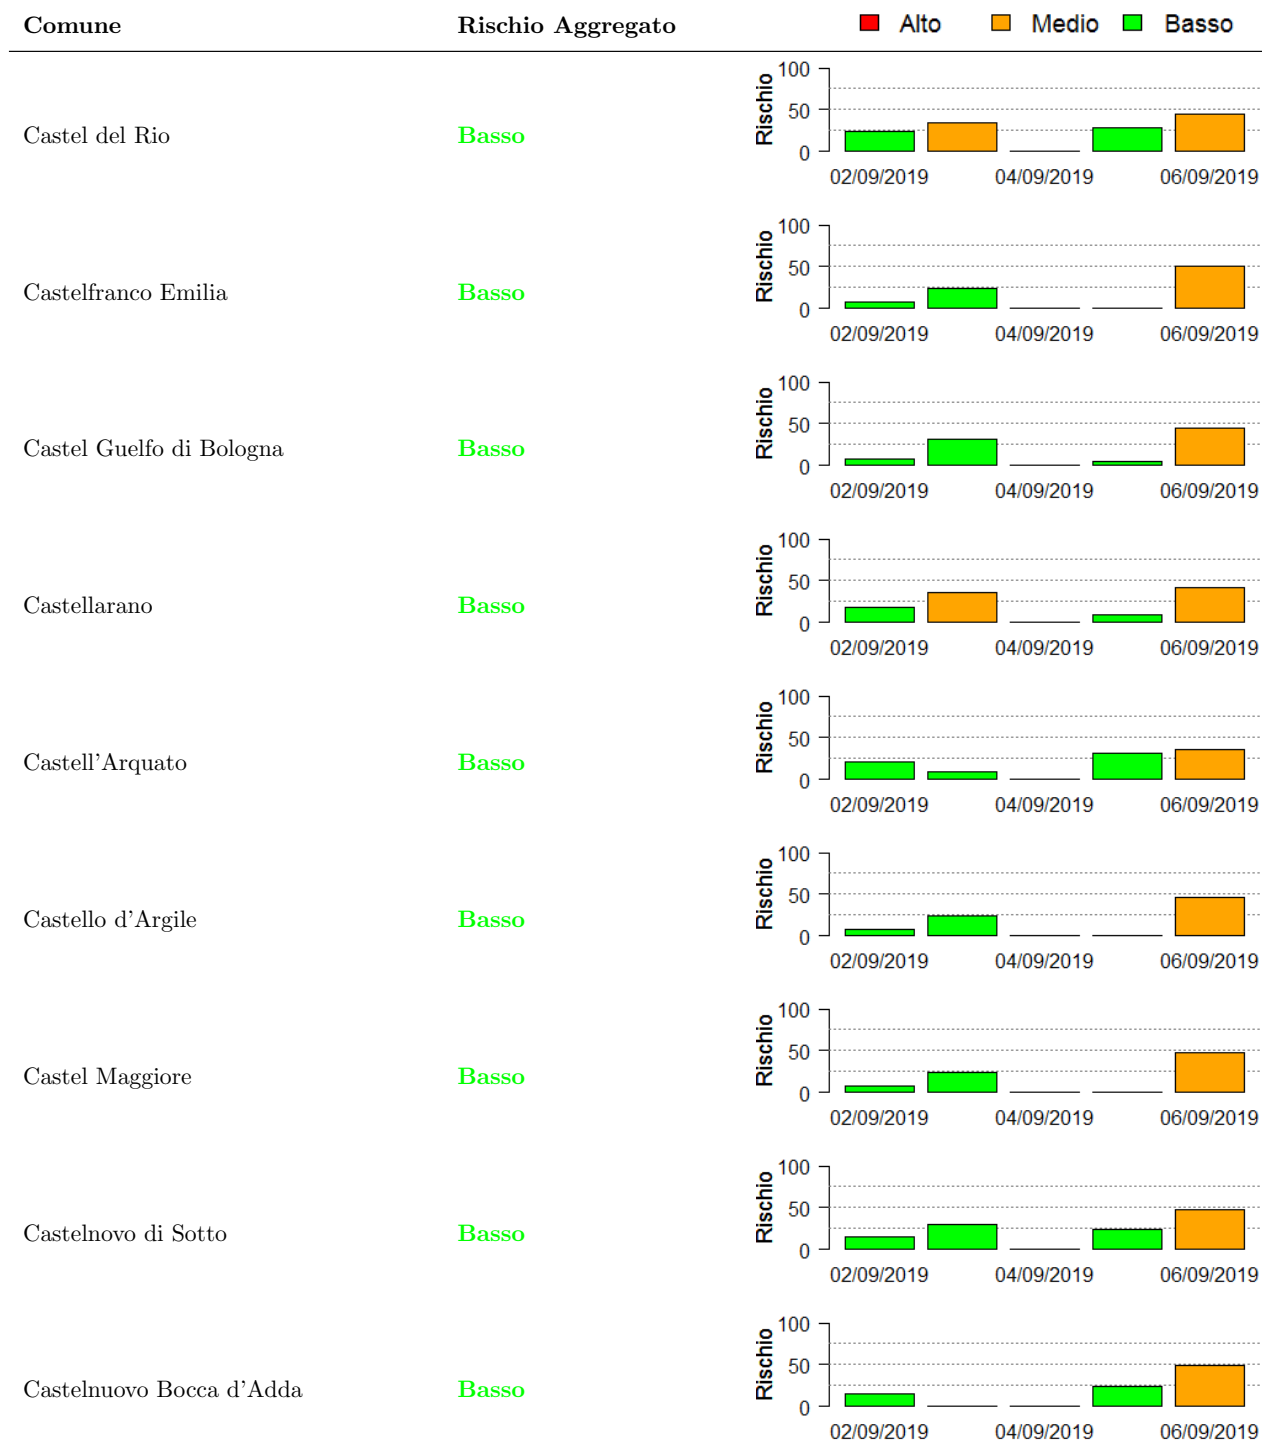 Comune Rischio Aggregato Alto Medio Basso
Castel del Rio Basso
Rischio
100
50
0
02/09/2019 04/09/2019 06/09/2019
Castelfranco Emilia Basso
Rischio
100
50
0
02/09/2019 04/09/2019 06/09/2019
Castel Guelfo di Bologna Basso
Rischio
100
50
0
02/09/2019 04/09/2019 06/09/2019
Castellarano Basso
Rischio
100
50
0
02/09/2019 04/09/2019 06/09/2019
Castell'Arquato Basso
Rischio
100
50
0
02/09/2019 04/09/2019 06/09/2019
Castello d'Argile Basso
Rischio
100
50
0
02/09/2019 04/09/2019 06/09/2019
Castel Maggiore Basso
Rischio
100
50
0
02/09/2019 04/09/2019 06/09/2019
Castelnovo di Sotto Basso
Rischio
100
50
0
02/09/2019 04/09/2019 06/09/2019
Castelnuovo Bocca d'Adda Basso
Rischio
100
50
0
02/09/2019 04/09/2019 06/09/2019